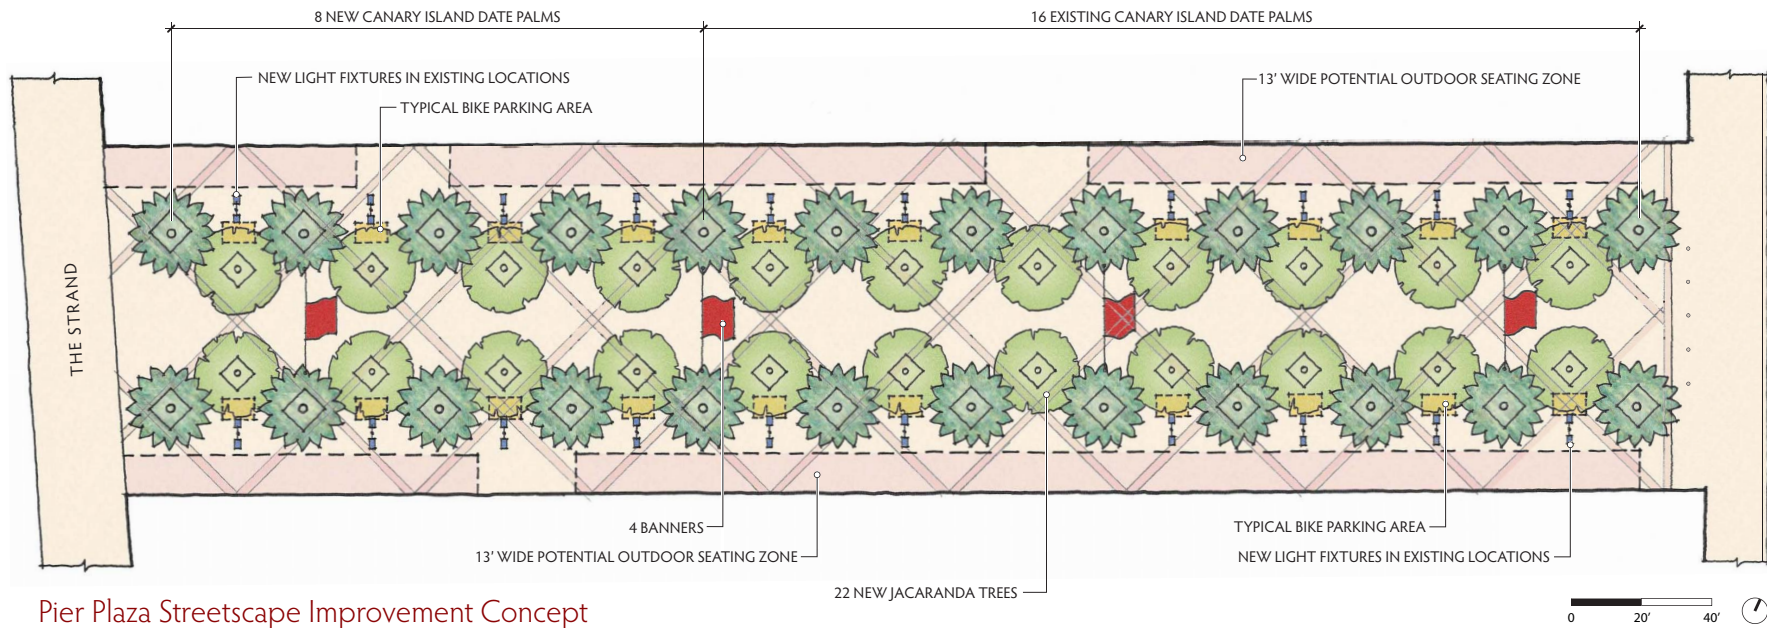 8 NEW CANARY ISLAND DATE PALMS
16 EXISTING CANARY ISLAND DATE PALMS
NEW LIGHT FIXTURES IN EXISTING LOCATIONS
13' WIDE POTENTIAL OUTDOOR SEATING ZONE
TYPICAL BIKE PARKING AREA
THE STRAND
4 BANNERS
TYPICAL BIKE PARKING AREA
13' WIDE POTENTIAL OUTDOOR SEATING ZONE
NEW LIGHT FIXTURES IN EXISTING LOCATIONS
22 NEW JACARANDA TREES
Pier Plaza Streetscape Improvement Concept
0 20' 40'